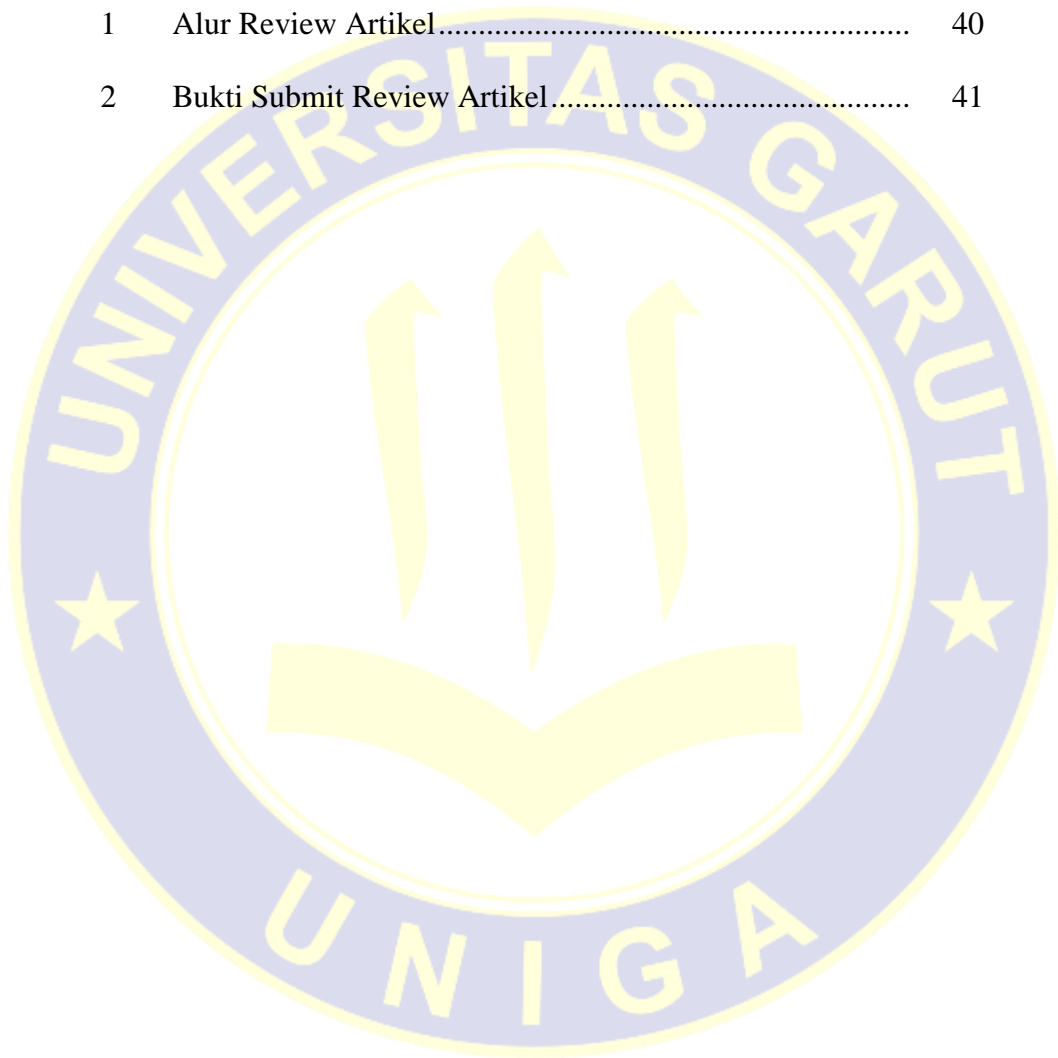 1 Alur Review Artikel............................................................ 40
2 Bukti Submit Review Artikel.............................................. 41
UNIVERSITAS GARUT
UNIGA